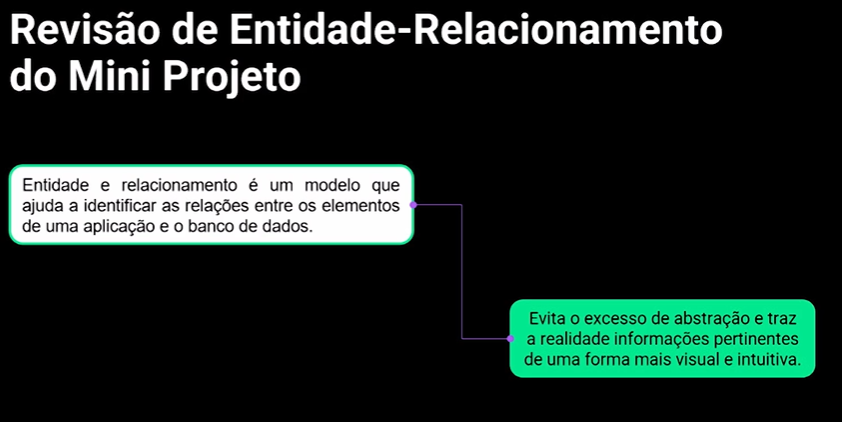 Revisão de Entidade-Relacionamento
do Mini Projeto
Entidade e relacionamento é um modelo que
ajuda a identificar as relações entre os elementos
de uma aplicação e o banco de dados.
Evita o excesso de abstração e traz
a realidade informações pertinentes
de uma forma mais visual e intuitiva.